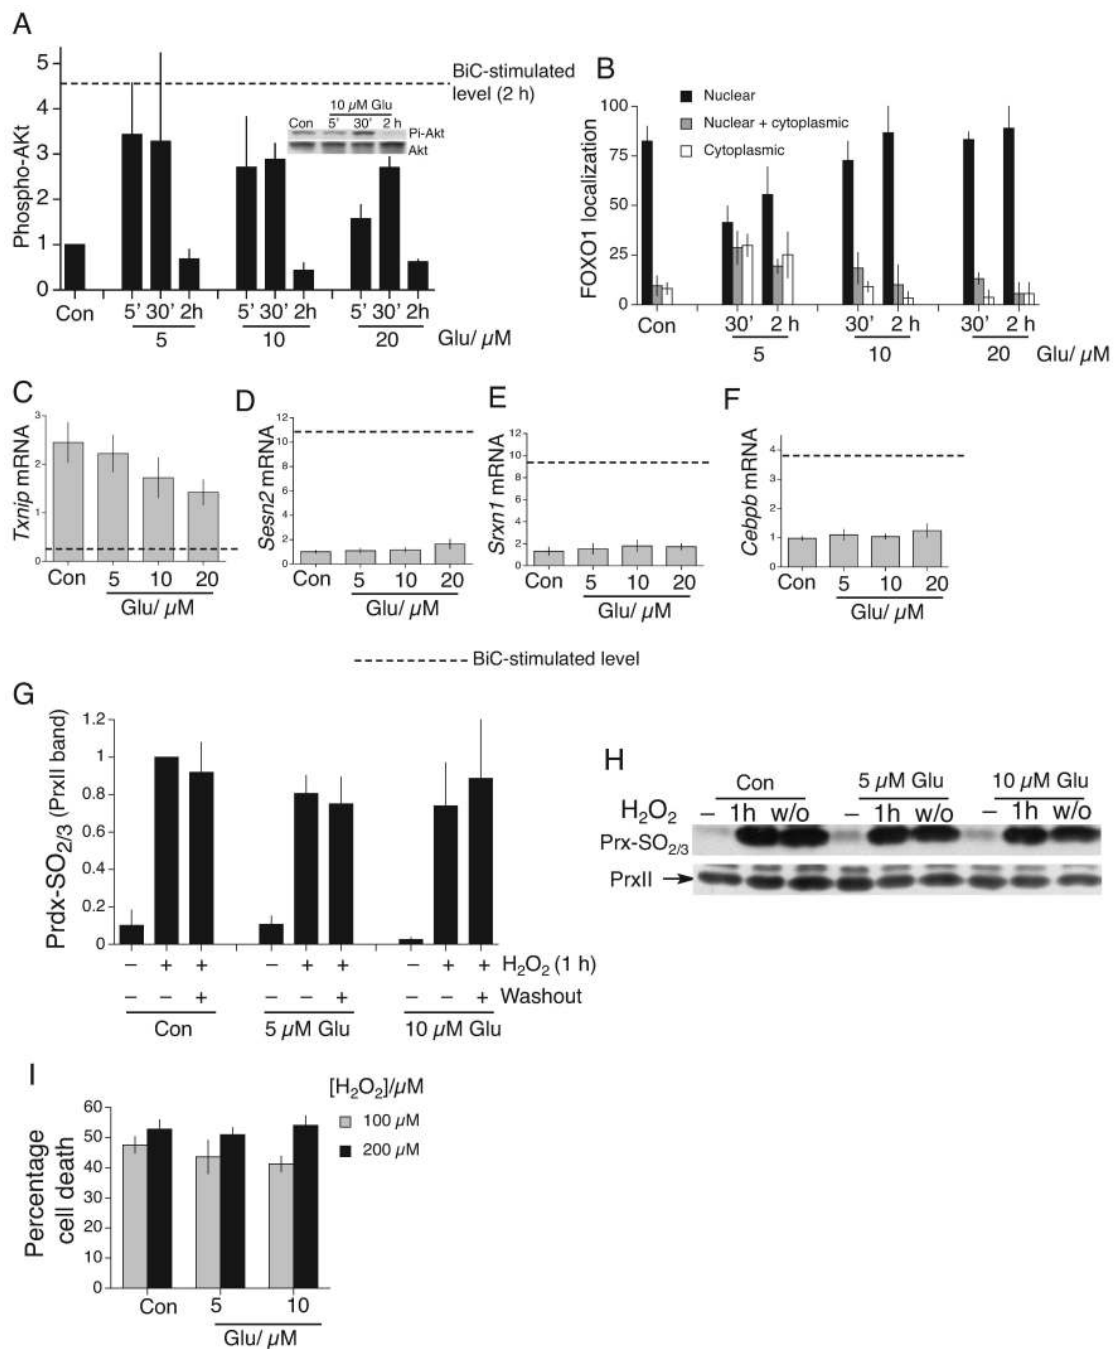 A
5
4
3
2
1
0
Phospho-AKt
BiC-stimulated
level (2 h)
10 µM Glu
Con 5' 30' 2 h
Pi-Akt
Akt
Con
5' 30' 2h 5' 30' 2h 5' 30' 2h
5 10 20 Glu/ µM
B
Nuclear
Nuclear + cytoplasmic
Cytoplasmic
100
75
50
25
0
FOXO1 localization
Con
30' 2 h 30' 2 h 30' 2 h
5 10 20 Glu/ µM
C
3
2
1
0
Txnip mRNA
Con 5 10 20
Glu/ µM
D
12
10
8
6
4
2
0
Sesn2 mRNA
Con 5 10 20
Glu/ µM
E
12
10
8
6
4
2
0
Srxn1 mRNA
Con 5 10 20
Glu/ µM
F
4
3
2
1
0
Cebpb mRNA
Con 5 10 20
Glu/ µM
BiC-stimulated level
G
1.2
1
0.8
0.6
0.4
0.2
0
Prdx-SO2/3 (PrxII band)
– + + – + + – + + H2O2 (1 h)
– – + – – + – – + Washout
Con 5 µM Glu 10 µM Glu
H
Con 5 µM Glu 10 µM Glu
H2O2 – 1h w/o – 1h w/o – 1h w/o
Prx-SO2/3
PrxII
I
[H2O2]/µM
100 µM
200 µM
60
50
40
30
20
10
0
Percentage
cell death
Con 5 10
Glu/ µM